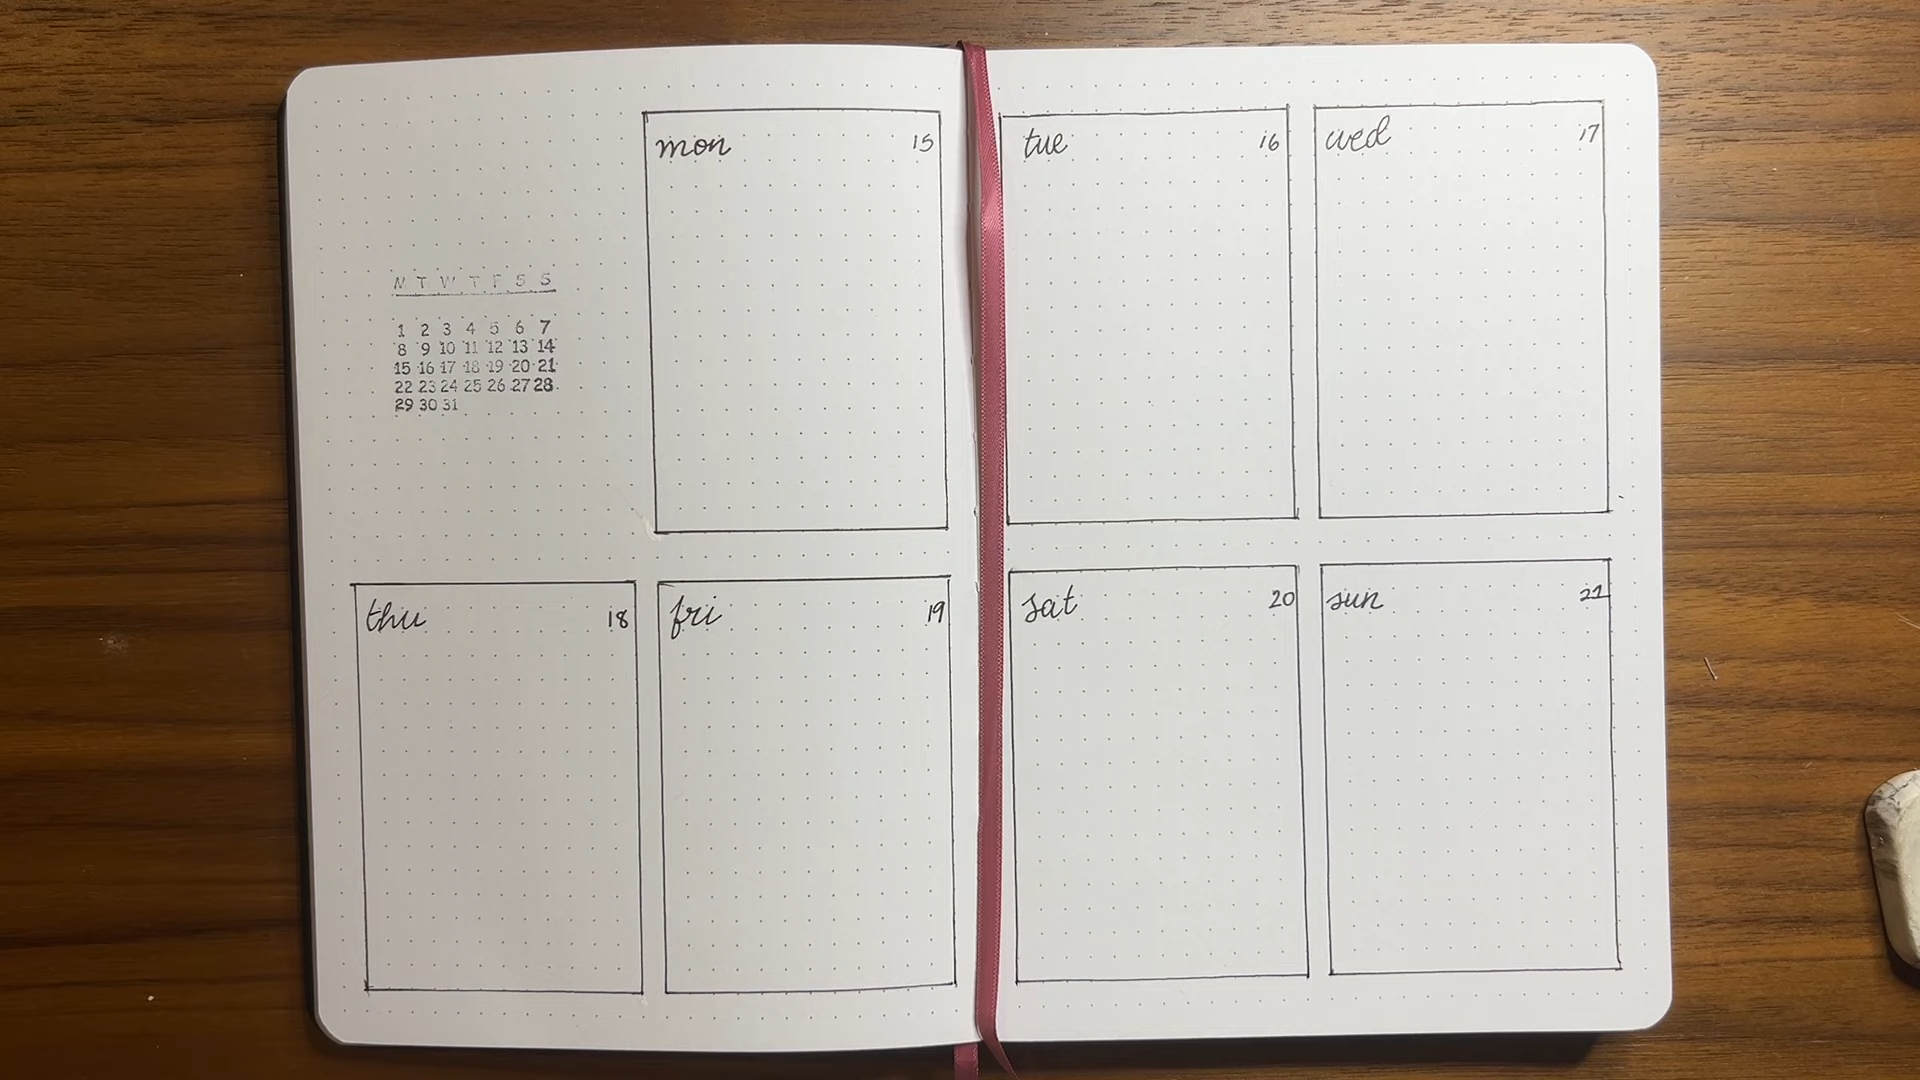 M T W T F S S
1 2 3 4 5 6 7
8 9 10 11 12 13 14
15 16 17 18 19 20 21
22 23 24 25 26 27 28
29 30 31
mon 15
tue 16
wed 17
thu 18
fri 19
sat 20
sun 21